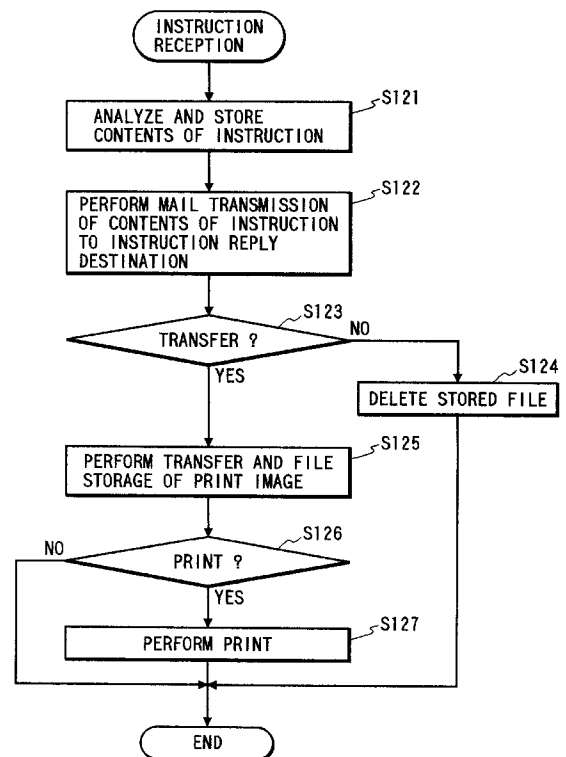 INSTRUCTION
RECEPTION
S121
ANALYZE AND STORE
CONTENTS OF INSTRUCTION
S122
PERFORM MAIL TRANSMISSION
OF CONTENTS OF INSTRUCTION
TO INSTRUCTION REPLY
DESTINATION
S123
TRANSFER ?
NO
YES
S124
DELETE STORED FILE
S125
PERFORM TRANSFER AND FILE
STORAGE OF PRINT IMAGE
S126
NO
PRINT ?
YES
S127
PERFORM PRINT
END